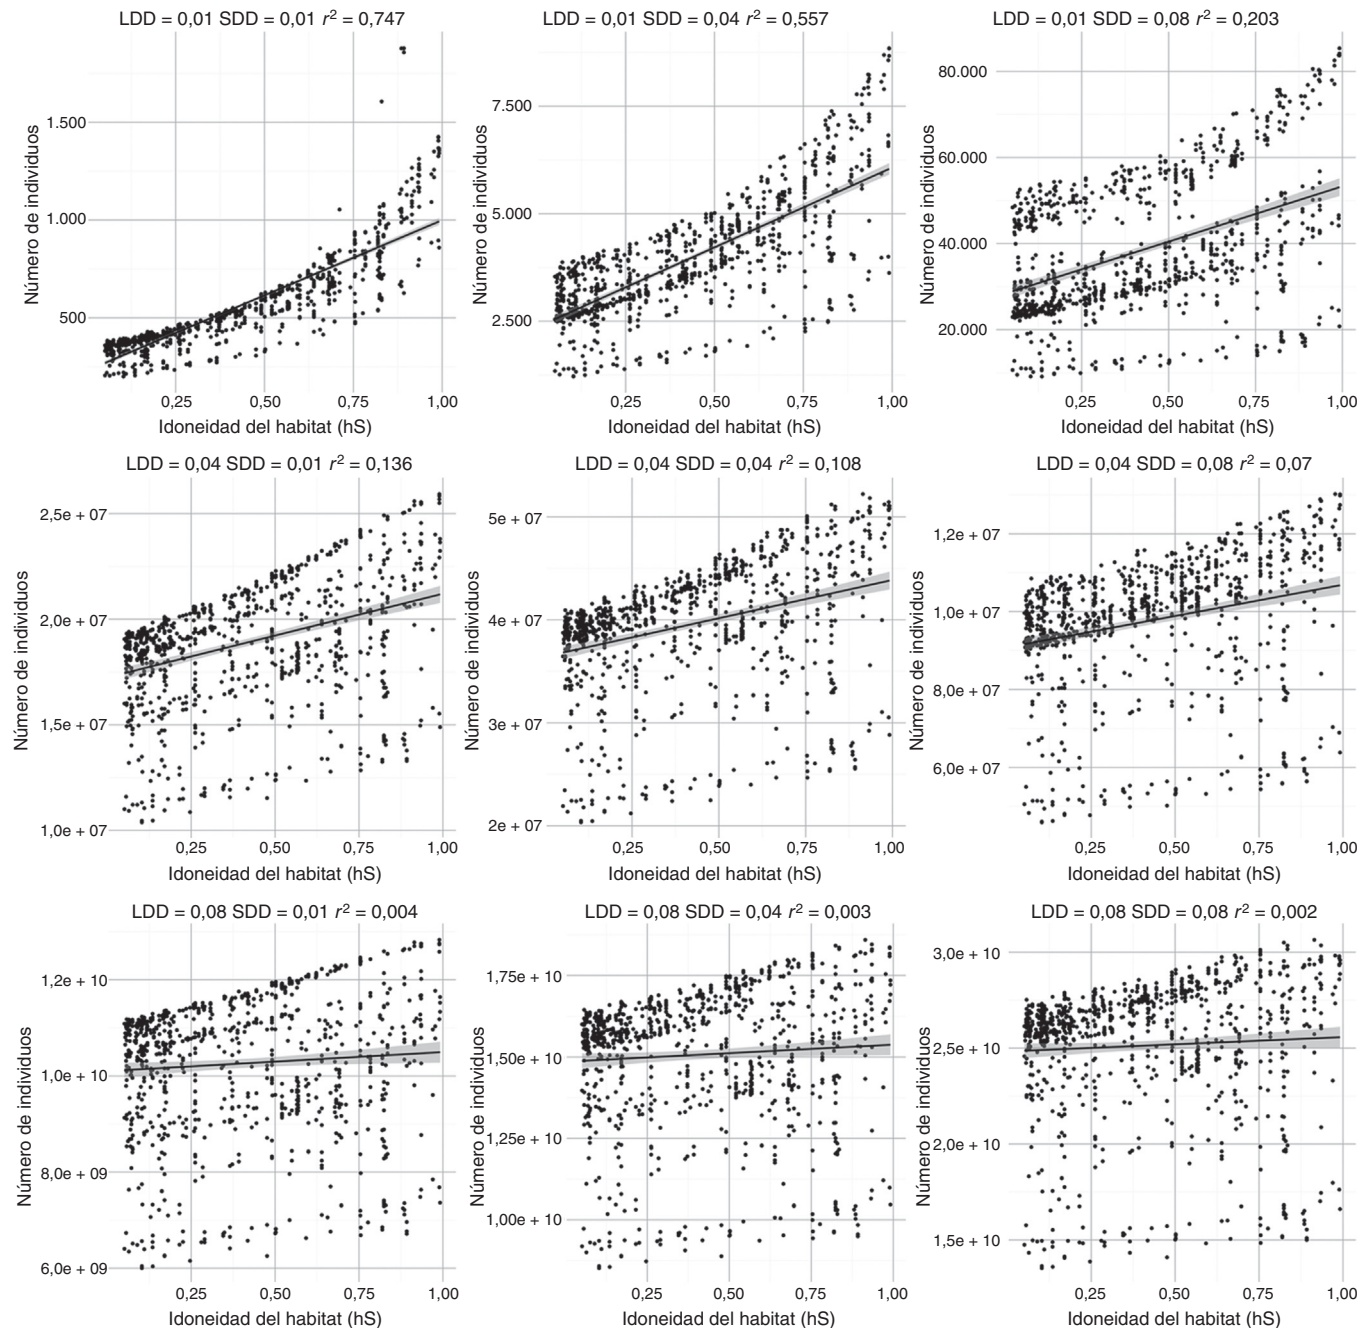 LDD = 0,01 SDD = 0,01 r² = 0,747
Número de individuos
1.500
1.000
500
0,25 0,50 0,75 1,00
Idoneidad del habitat (hS)
LDD = 0,01 SDD = 0,04 r² = 0,557
Número de individuos
7.500
5.000
2.500
0,25 0,50 0,75 1,00
Idoneidad del habitat (hS)
LDD = 0,01 SDD = 0,08 r² = 0,203
Número de individuos
80.000
60.000
40.000
20.000
0,25 0,50 0,75 1,00
Idoneidad del habitat (hS)
LDD = 0,04 SDD = 0,01 r² = 0,136
Número de individuos
2,5e + 07
2,0e + 07
1,5e + 07
1,0e + 07
0,25 0,50 0,75 1,00
Idoneidad del habitat (hS)
LDD = 0,04 SDD = 0,04 r² = 0,108
Número de individuos
5e + 07
4e + 07
3e + 07
2e + 07
0,25 0,50 0,75 1,00
Idoneidad del habitat (hS)
LDD = 0,04 SDD = 0,08 r² = 0,07
Número de individuos
1,2e + 07
1,0e + 07
8,0e + 07
6,0e + 07
0,25 0,50 0,75 1,00
Idoneidad del habitat (hS)
LDD = 0,08 SDD = 0,01 r² = 0,004
Número de individuos
1,2e + 10
1,0e + 10
8,0e + 09
6,0e + 09
0,25 0,50 0,75 1,00
Idoneidad del habitat (hS)
LDD = 0,08 SDD = 0,04 r² = 0,003
Número de individuos
1,75e + 10
1,50e + 10
1,25e + 10
1,00e + 10
0,25 0,50 0,75 1,00
Idoneidad del habitat (hS)
LDD = 0,08 SDD = 0,08 r² = 0,002
Número de individuos
3,0e + 10
2,5e + 10
2,0e + 10
1,5e + 10
0,25 0,50 0,75 1,00
Idoneidad del habitat (hS)